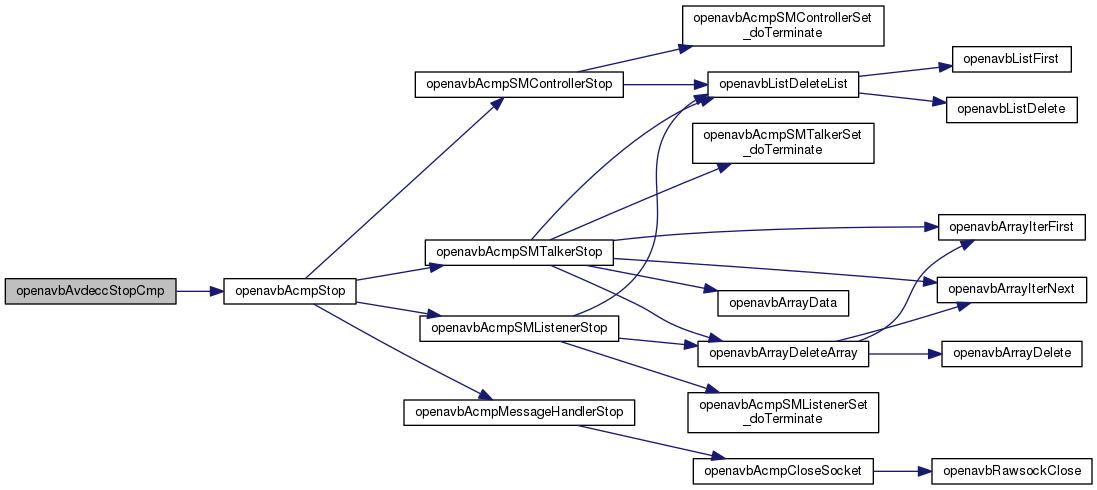 openavbAvdeccStopCmp
openavbAcmpStop
openavbAcmpSMControllerStop
openavbAcmpSMTalkerStop
openavbAcmpSMListenerStop
openavbAcmpMessageHandlerStop
openavbAcmpSMControllerSet
_doTerminate
openavbListDeleteList
openavbAcmpSMTalkerSet
_doTerminate
openavbArrayData
openavbArrayDeleteArray
openavbAcmpSMListenerSet
_doTerminate
openavbAcmpCloseSocket
openavbListFirst
openavbListDelete
openavbArrayIterFirst
openavbArrayIterNext
openavbArrayDelete
openavbRawsockClose